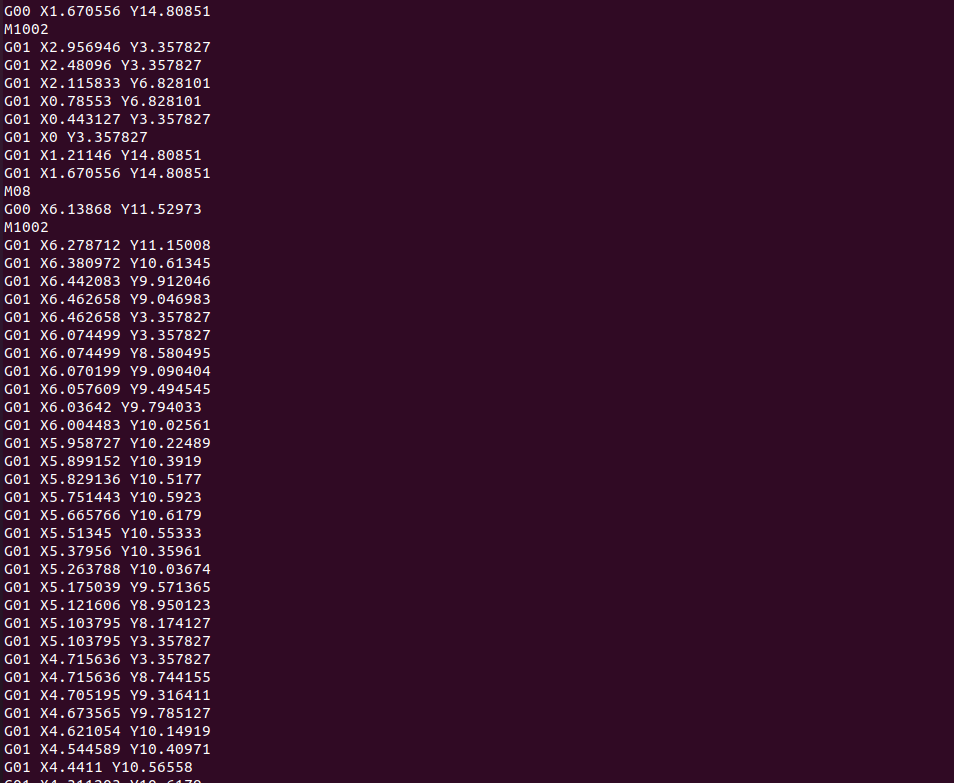 G00 X1.670556 Y14.80851
M1002
G01 X2.956946 Y3.357827
G01 X2.48096 Y3.357827
G01 X2.115833 Y6.828101
G01 X0.78553 Y6.828101
G01 X0.443127 Y3.357827
G01 X0 Y3.357827
G01 X1.21146 Y14.80851
G01 X1.670556 Y14.80851
M08
G00 X6.13868 Y11.52973
M1002
G01 X6.278712 Y11.15008
G01 X6.380972 Y10.61345
G01 X6.442083 Y9.912046
G01 X6.462658 Y9.046983
G01 X6.462658 Y3.357827
G01 X6.074499 Y3.357827
G01 X6.074499 Y8.580495
G01 X6.070199 Y9.090404
G01 X6.057609 Y9.494545
G01 X6.03642 Y9.794033
G01 X6.004483 Y10.02561
G01 X5.958727 Y10.22489
G01 X5.899152 Y10.3919
G01 X5.829136 Y10.5177
G01 X5.751443 Y10.5923
G01 X5.665766 Y10.6179
G01 X5.51345 Y10.55333
G01 X5.37956 Y10.35961
G01 X5.263788 Y10.03674
G01 X5.175039 Y9.571365
G01 X5.121606 Y8.950123
G01 X5.103795 Y8.174127
G01 X5.103795 Y3.357827
G01 X4.715636 Y3.357827
G01 X4.715636 Y8.744155
G01 X4.705195 Y9.316411
G01 X4.673565 Y9.785127
G01 X4.621054 Y10.14919
G01 X4.544589 Y10.40971
G01 X4.4411 Y10.56558
G01 X4.311203 Y10.6179